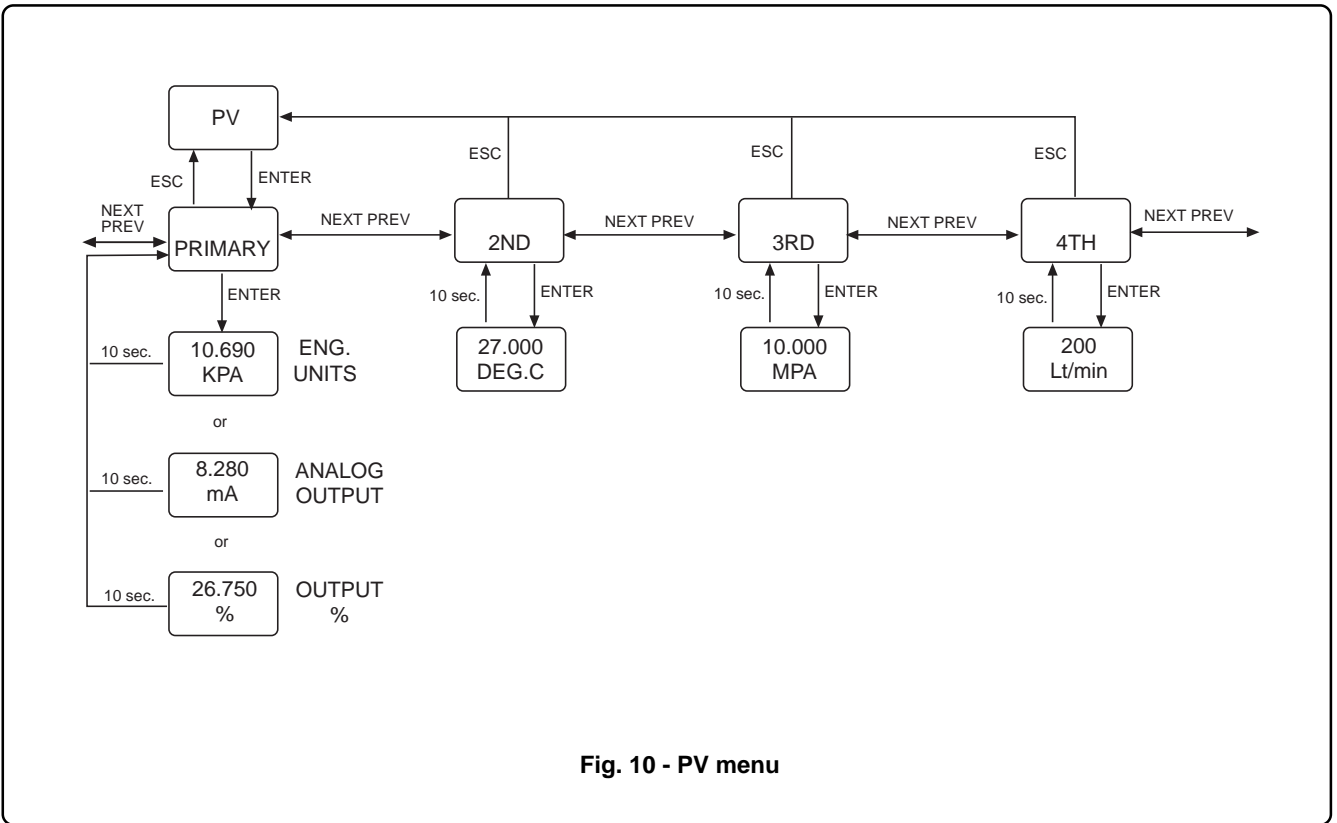 PV
ESC
ENTER
ESC
ESC
ESC
NEXT
PREV
PRIMARY
NEXT PREV
2ND
NEXT PREV
3RD
NEXT PREV
4TH
NEXT PREV
ENTER
10 sec.
ENTER
10 sec.
ENTER
10 sec.
ENTER
10 sec.
10.690
KPA
ENG.
UNITS
27.000
DEG.C
10.000
MPA
200
Lt/min
or
10 sec.
8.280
mA
ANALOG
OUTPUT
or
10 sec.
26.750
%
OUTPUT
%
Fig. 10 - PV menu